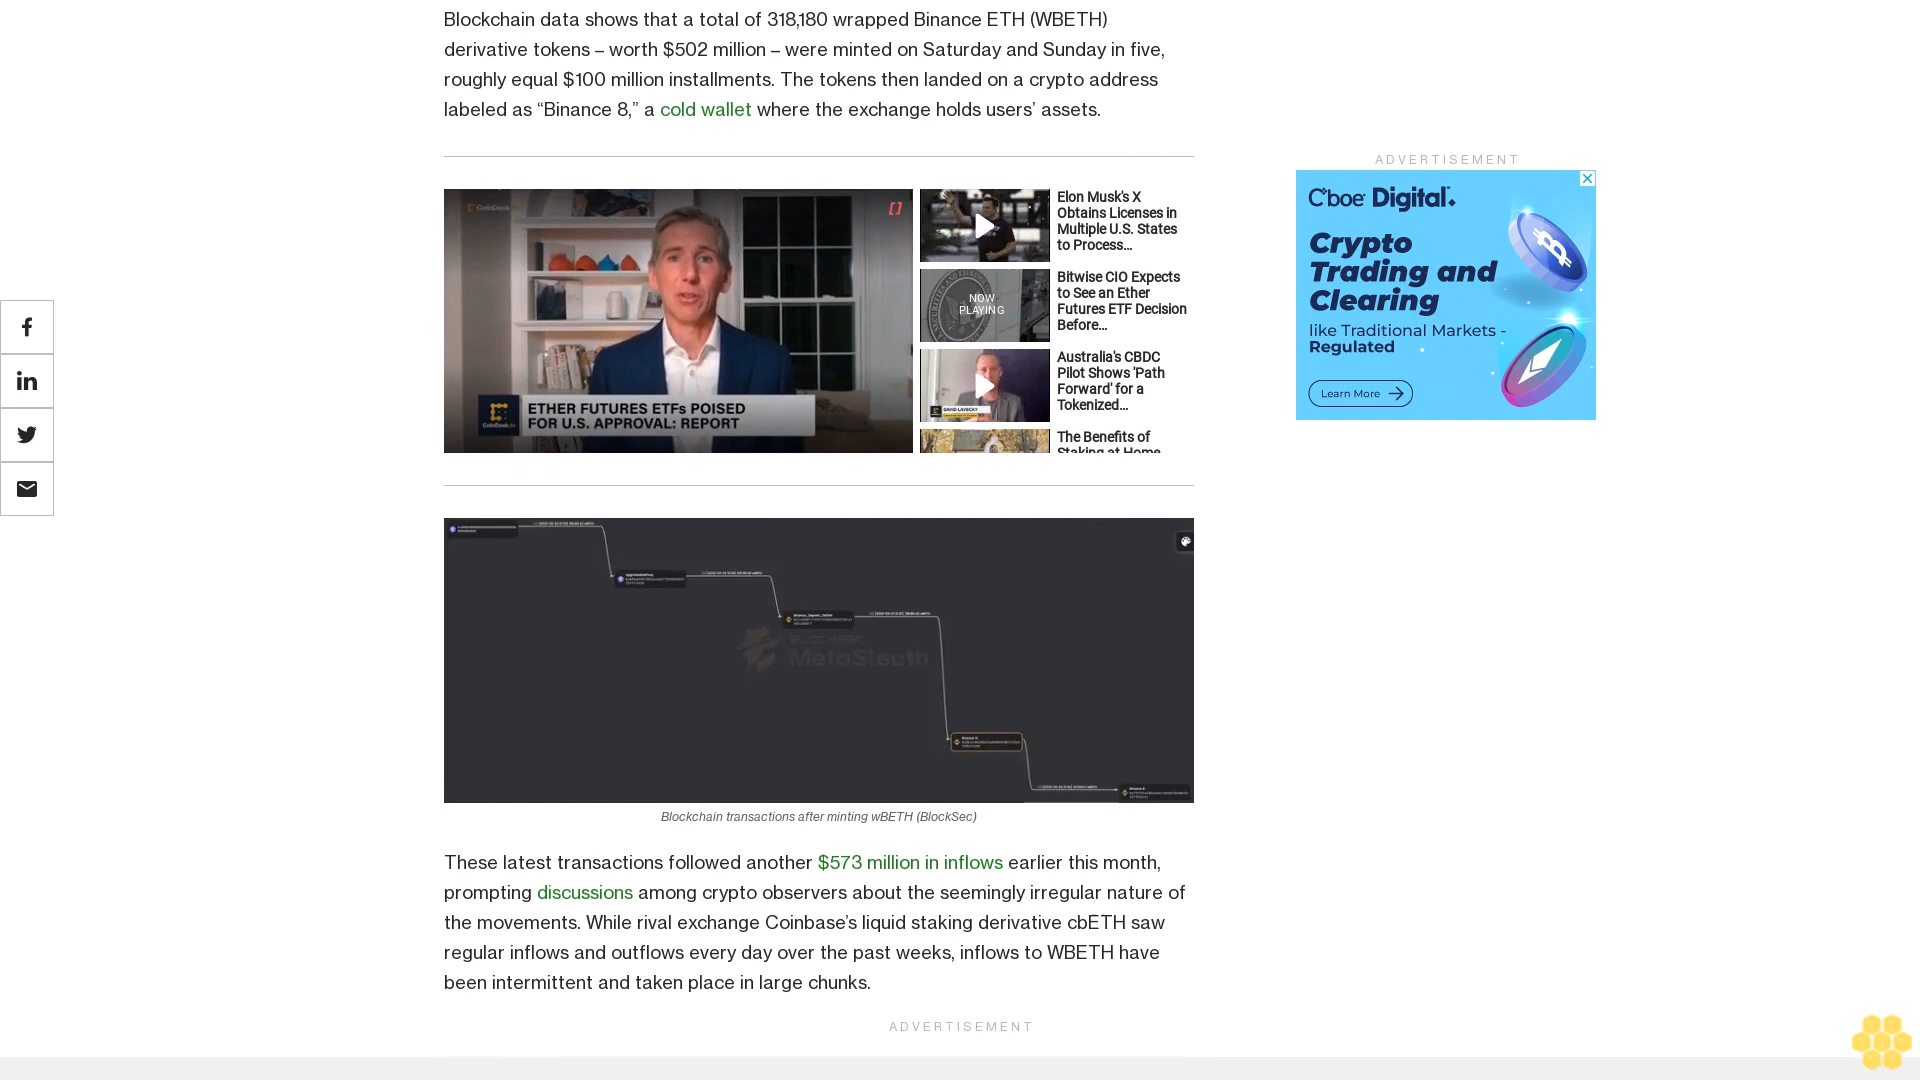 Blockchain data shows that a total of 318,180 wrapped Binance ETH (WBETH)
derivative tokens – worth $502 million – were minted on Saturday and Sunday in five,
roughly equal $100 million installments. The tokens then landed on a crypto address
labeled as “Binance 8,” a cold wallet where the exchange holds users’ assets.
CoinDesk
ETHER FUTURES ETFs POISED
FOR U.S. APPROVAL: REPORT
Elon Musk's X
Obtains Licenses in
Multiple U.S. States
to Process...
NOW
PLAYING
Bitwise CIO Expects
to See an Ether
Futures ETF Decision
Before...
DAVID LAVECKY
Australia's CBDC
Pilot Shows 'Path
Forward' for a
Tokenized...
The Benefits of
Staking at Home
ADVERTISEMENT
Cboe Digital
Crypto
Trading and
Clearing
like Traditional Markets -
Regulated
Learn More
MetaSleuth
Blockchain transactions after minting wBETH (BlockSec)
These latest transactions followed another $573 million in inflows earlier this month,
prompting discussions among crypto observers about the seemingly irregular nature of
the movements. While rival exchange Coinbase’s liquid staking derivative cbETH saw
regular inflows and outflows every day over the past weeks, inflows to WBETH have
been intermittent and taken place in large chunks.
ADVERTISEMENT